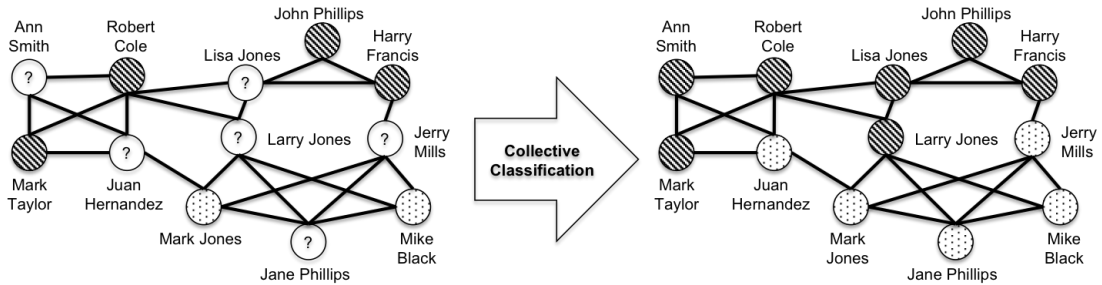 Ann
Smith
Robert
Cole
John Phillips
Lisa Jones
Harry
Francis
?
?
?
Larry Jones
?
Jerry
Mills
?
Mark
Taylor
Juan
Hernandez
Mark Jones
?
Jane Phillips
Mike
Black
Collective
Classification
Ann
Smith
Robert
Cole
John Phillips
Lisa Jones
Harry
Francis
Larry Jones
Jerry
Mills
Mark
Taylor
Juan
Hernandez
Mark
Jones
Jane Phillips
Mike
Black